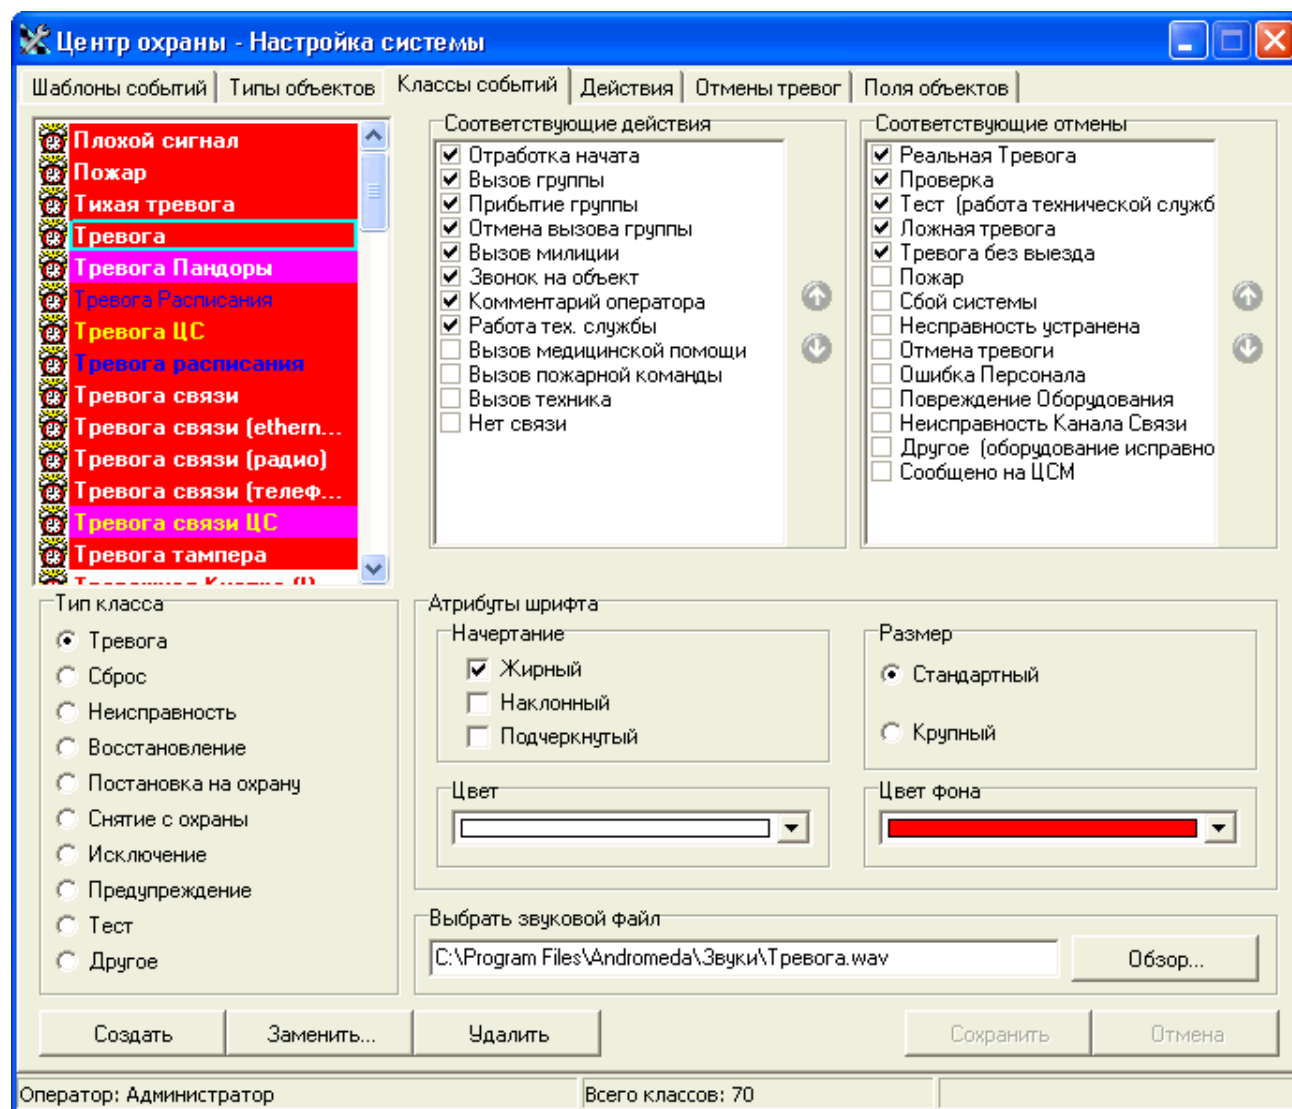 Центр охраны - Настройка системы
Шаблоны событий Типы объектов Классы событий Действия Отмены тревог Поля объектов
Плохой сигнал
Пожар
Тихая тревога
Тревога
Тревога Пандоры
Тревога Расписания
Тревога ЦС
Тревога расписания
Тревога связи
Тревога связи (ethern...
Тревога связи (радио)
Тревога связи (телеф...
Тревога связи ЦС
Тревога тампера
Соответствующие действия
Отработка начата
Вызов группы
Прибытие группы
Отмена вызова группы
Вызов милиции
Звонок на объект
Комментарий оператора
Работа тех. службы
Вызов медицинской помощи
Вызов пожарной команды
Вызов техника
Нет связи
Соответствующие отмены
Реальная Тревога
Проверка
Тест (работа технической служб
Ложная тревога
Тревога без выезда
Пожар
Сбой системы
Несправность устранена
Отмена тревоги
Ошибка Персонала
Повреждение Оборудования
Неисправность Канала Связи
Другое (оборудование исправно
Сообщено на ЦСМ
Тип класса
Тревога
Сброс
Неисправность
Восстановление
Постановка на охрану
Снятие с охраны
Исключение
Предупреждение
Тест
Другое
Атрибуты шрифта
Начертание
Жирный
Наклонный
Подчеркнутый
Размер
Стандартный
Крупный
Цвет
Цвет фона
Выбрать звуковой файл
C:\Program Files\Andromeda\Звуки\Тревога.wav
Обзор...
Создать Заменить... Удалить Сохранить Отмена
Оператор: Администратор Всего классов: 70